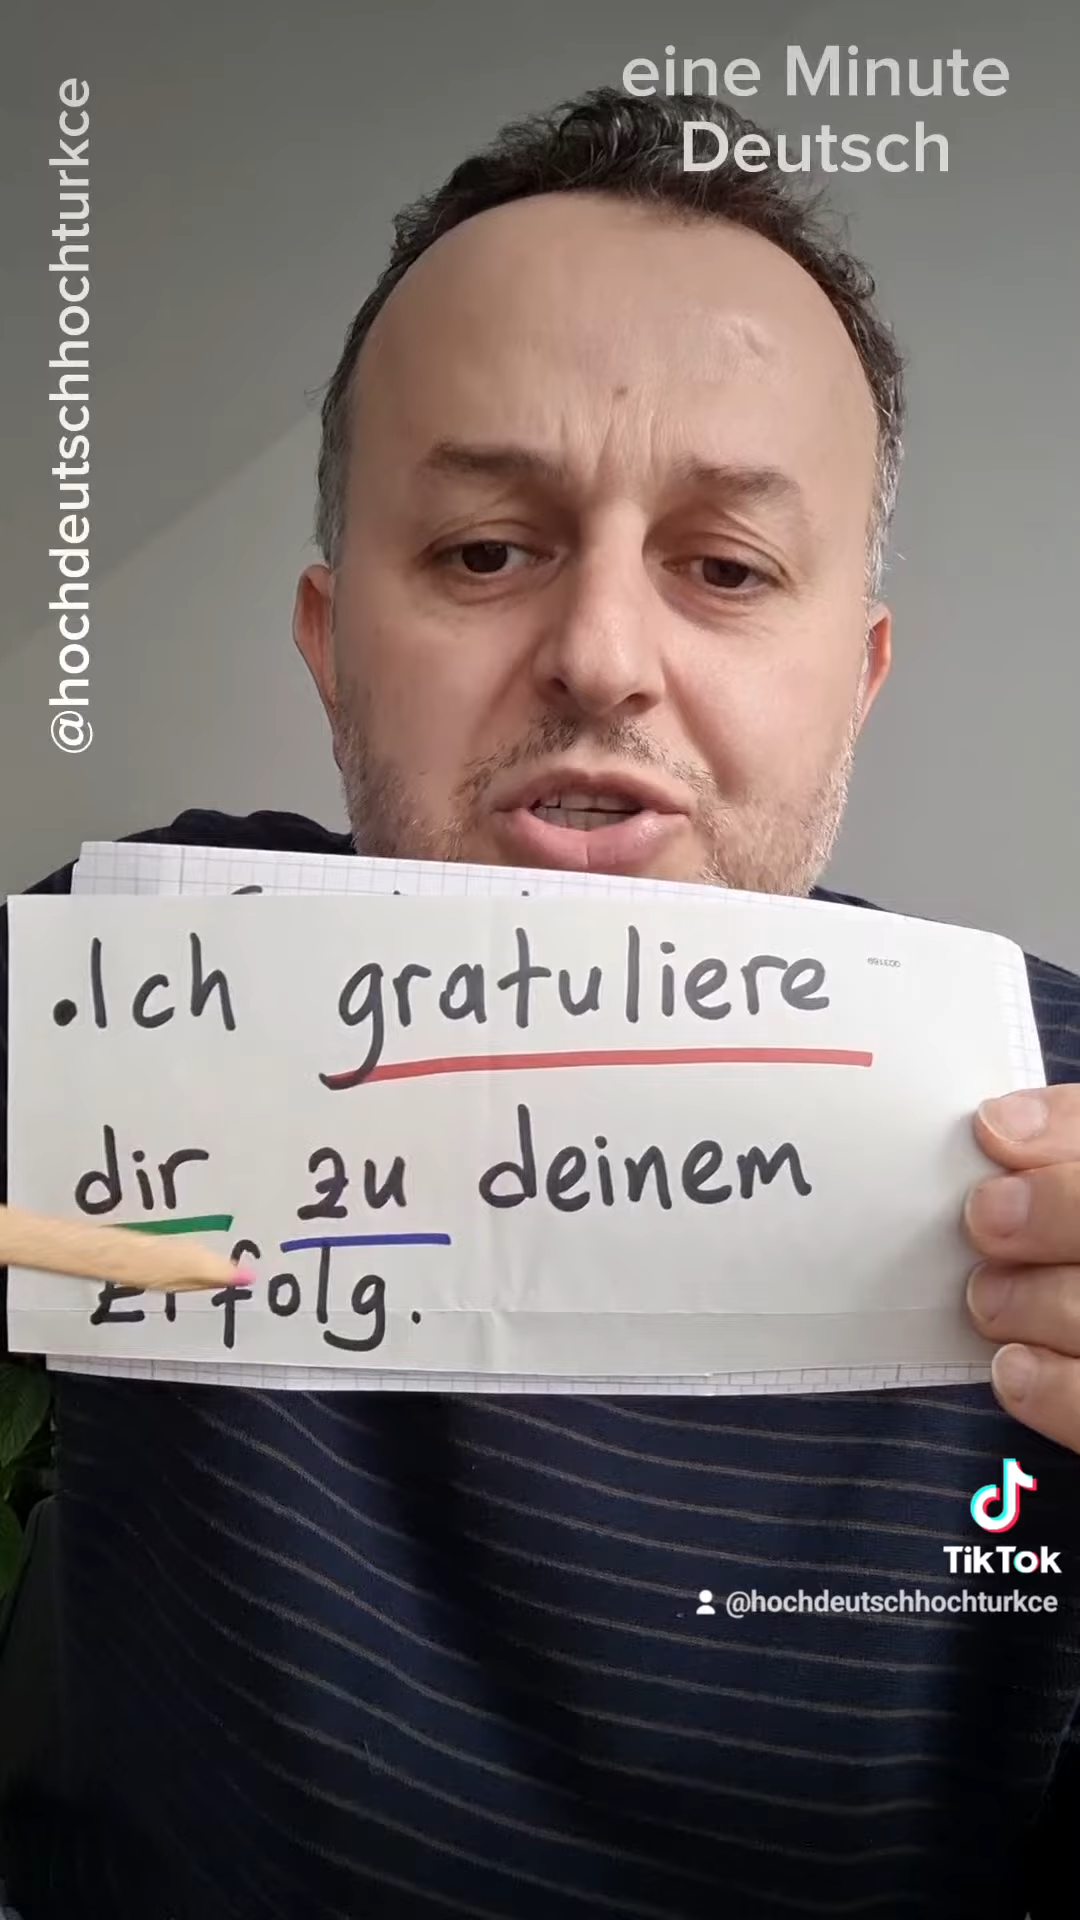 eine Minute
Deutsch
@hochdeutschhochturkce
.Ich gratuliere
dir zu deinem
Erfolg.
TikTok
@hochdeutschhochturkce